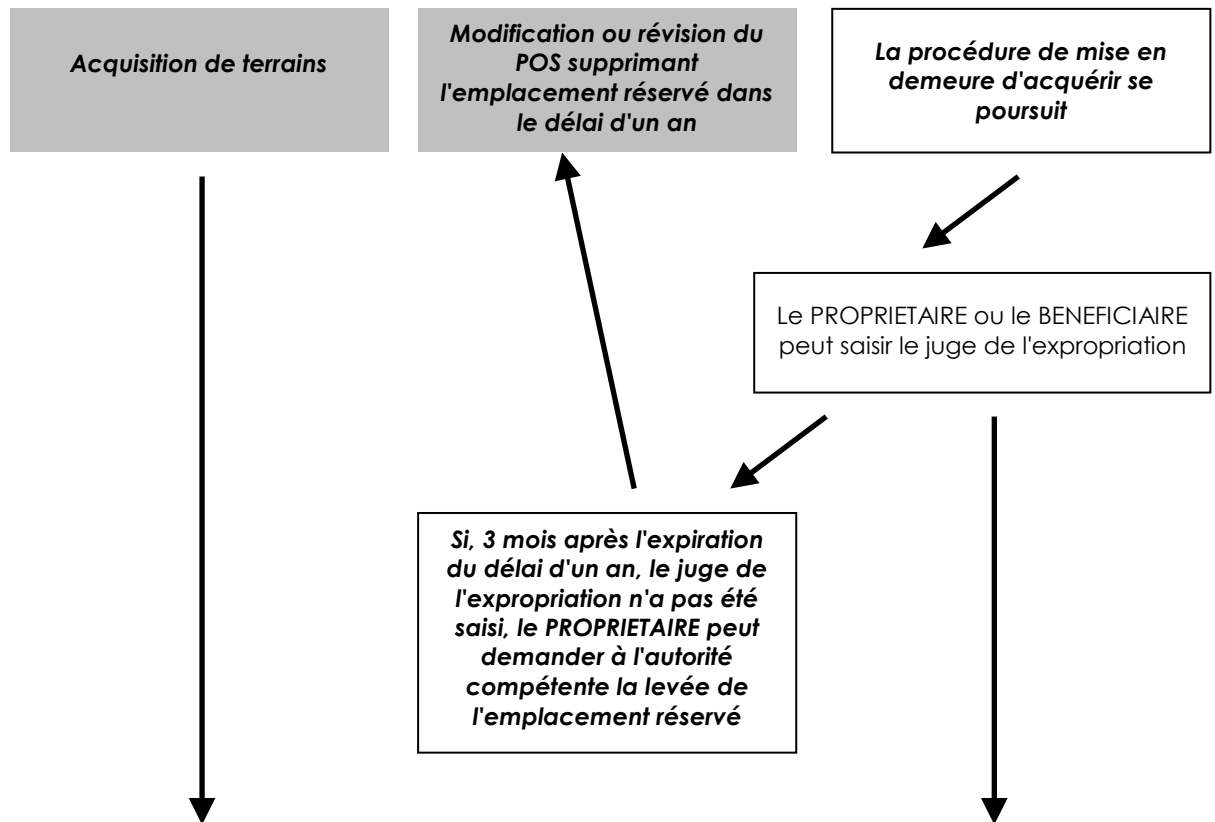 Acquisition de terrains
Modification ou révision du
POS supprimant
l'emplacement réservé dans
le délai d'un an
La procédure de mise en
demeure d'acquérir se
poursuit
Le PROPRIETAIRE ou le BENEFICIAIRE
peut saisir le juge de l'expropriation
Si, 3 mois après l'expiration
du délai d'un an, le juge de
l'expropriation n'a pas été
saisi, le PROPRIETAIRE peut
demander à l'autorité
compétente la levée de
l'emplacement réservé